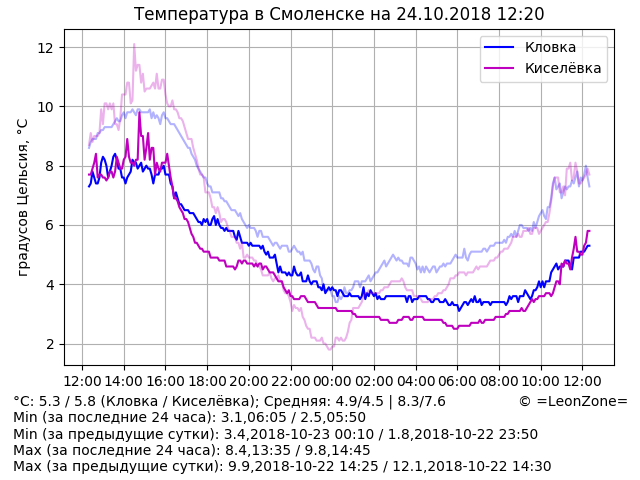 Температура в Смоленске на 24.10.2018 12:20
Кловка
Киселёвка
градусов Цельсия, °C
12
10
8
6
4
2
12:00 14:00 16:00 18:00 20:00 22:00 00:00 02:00 04:00 06:00 08:00 10:00 12:00
°C: 5.3 / 5.8 (Кловка / Киселёвка); Средняя: 4.9/4.5 | 8.3/7.6 © =LeonZone=
Min (за последние 24 часа): 3.1,06:05 / 2.5,05:50
Min (за предыдущие сутки): 3.4,2018-10-23 00:10 / 1.8,2018-10-22 23:50
Max (за последние 24 часа): 8.4,13:35 / 9.8,14:45
Max (за предыдущие сутки): 9.9,2018-10-22 14:25 / 12.1,2018-10-22 14:30